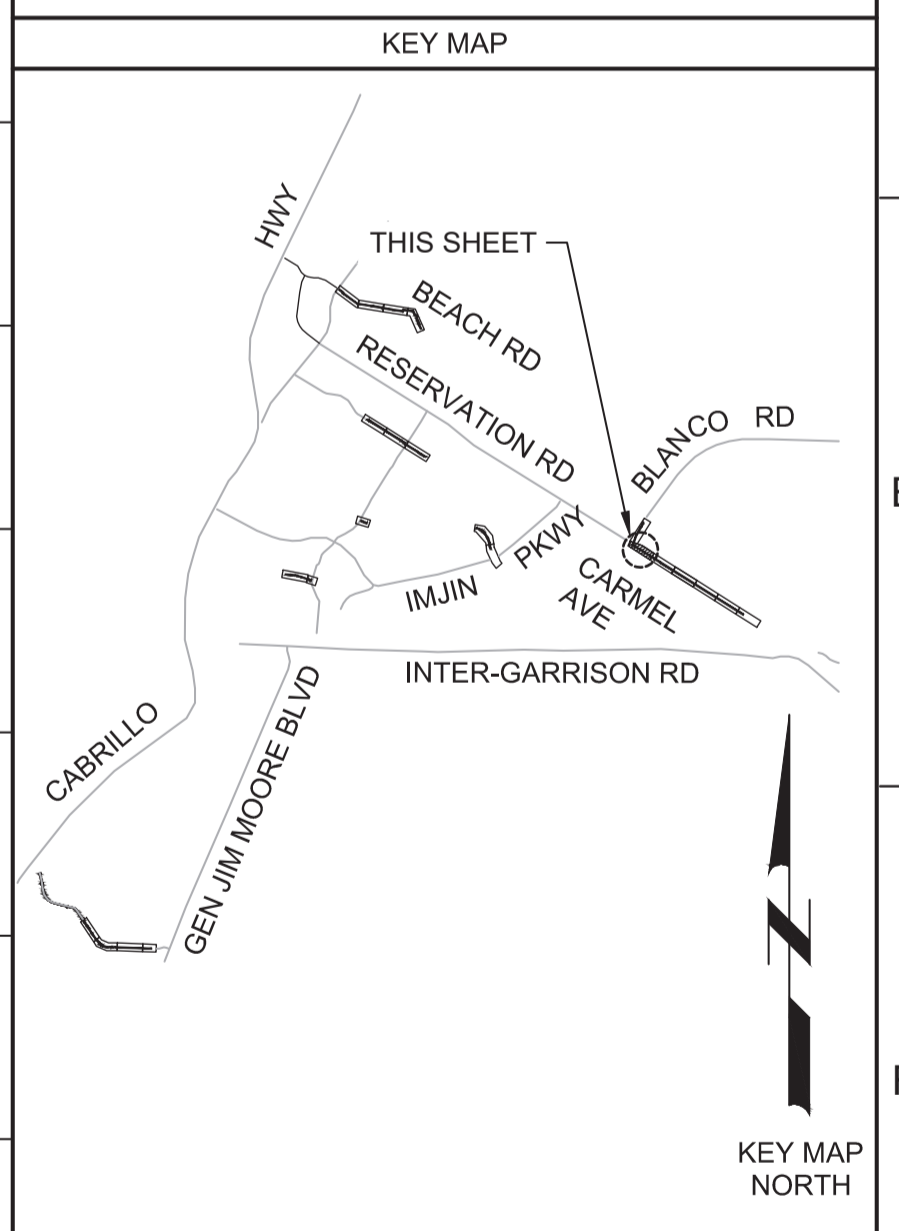 KEY MAP
HWY
THIS SHEET
BEACH RD
RESERVATION RD
BLANCO RD
IMJIN PKWY
CARMEL
AVE
INTER-GARRISON RD
CABRILLO
GEN JIM MOORE BLVD
N
KEY MAP
NORTH